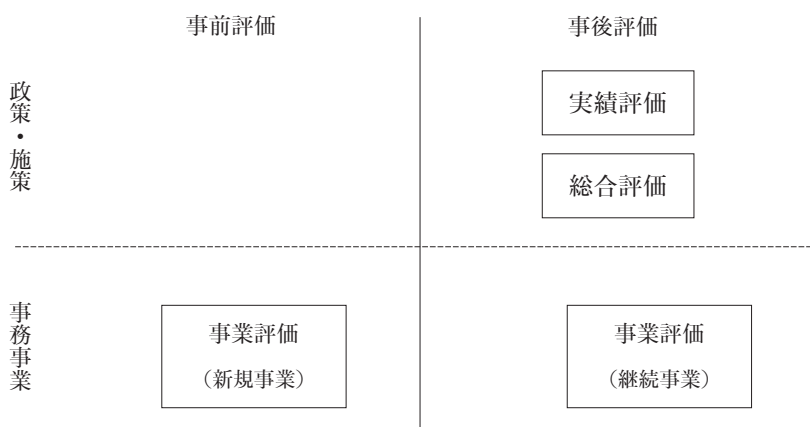 事前評価
事後評価
政策・施策
実績評価
総合評価
事務事業
事業評価
（新規事業）
事業評価
（継続事業）